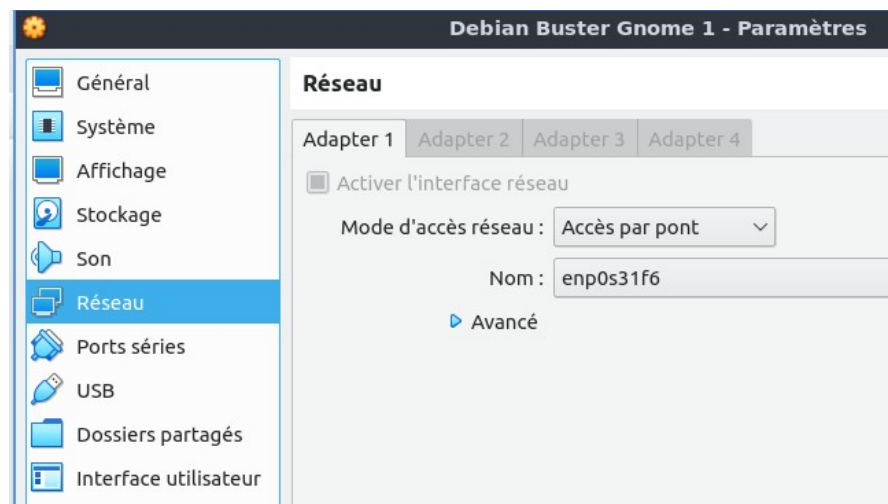 Debian Buster Gnome 1 - Paramètres
Général
Système
Affichage
Stockage
Son
Réseau
Ports séries
USB
Dossiers partagés
Interface utilisateur
Réseau
Adapter 1 Adapter 2 Adapter 3 Adapter 4
Activer l'interface réseau
Mode d'accès réseau : Accès par pont
Nom : enp0s31f6
Avancé